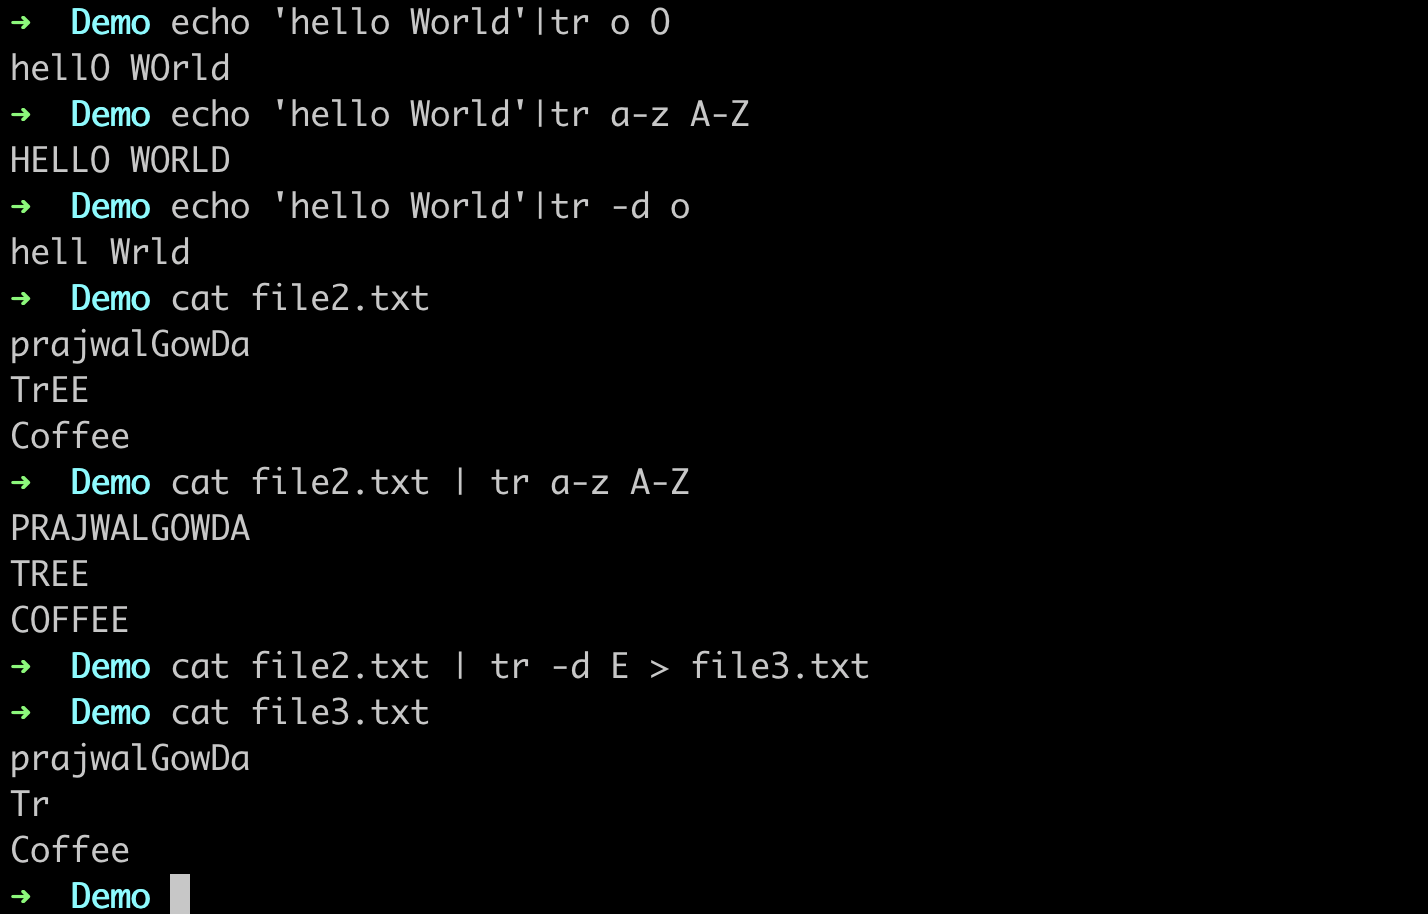 ➜  Demo echo 'hello World'|tr o O
hellO WOrld
➜  Demo echo 'hello World'|tr a-z A-Z
HELLO WORLD
➜  Demo echo 'hello World'|tr -d o
hell Wrld
➜  Demo cat file2.txt
prajwalGowDa
TrEE
Coffee
➜  Demo cat file2.txt | tr a-z A-Z
PRAJWALGOWDA
TREE
COFFEE
➜  Demo cat file2.txt | tr -d E > file3.txt
➜  Demo cat file3.txt
prajwalGowDa
Tr
Coffee
➜  Demo